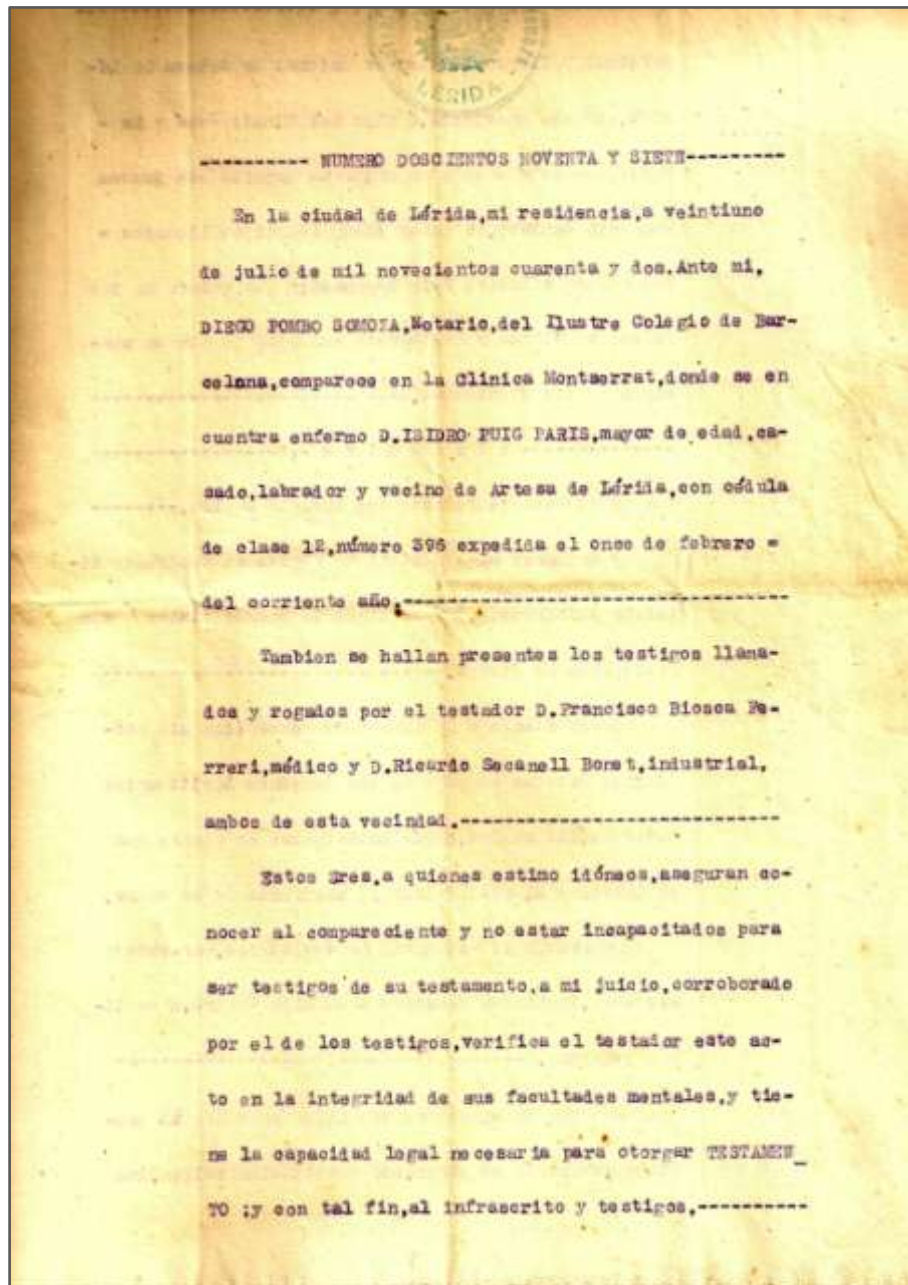 LERIDA
---------- NUMERO DOSCIENTOS NOVENTA Y SIETE---------
En la ciudad de Lérida,mi residencia,a veintiuno
de julio de mil novecientos cuarenta y dos.Ante mi,
DIEGO POMBO SOMOZA,Notario,del Ilustre Colegio de Bar-
celona,comparece en la Clinica Montserrat,donde se en
cuentra enfermo D.ISIDRO PUIG PARIS,mayor de edad,ca-
sado,labrador y vecino de Artesa de Lérida,con cédula
de clase 12,número 396 expedida el once de febrero =
del corriente año.-------------------------------------
Tambien se hallan presentes los testigos llama-
dos y rogados por el testador D.Francisco Biosca Fe-
rreri,médico y D.Ricardo Secanell Bonet,industrial,
ambos de esta vecindad.------------------------------
Estos Sres,a quienes estimo idóneos,aseguran co-
nocer al compareciente y no estar incapacitados para
ser testigos de su testamento,a mi juicio,corroborado
por el de los testigos,verifica el testador este ac-
to en la integridad de sus facultades mentales,y tie-
ne la capacidad legal necesaria para otorgar TESTAMEN_
TO ;y con tal fin,al infrascrito y testigos,----------